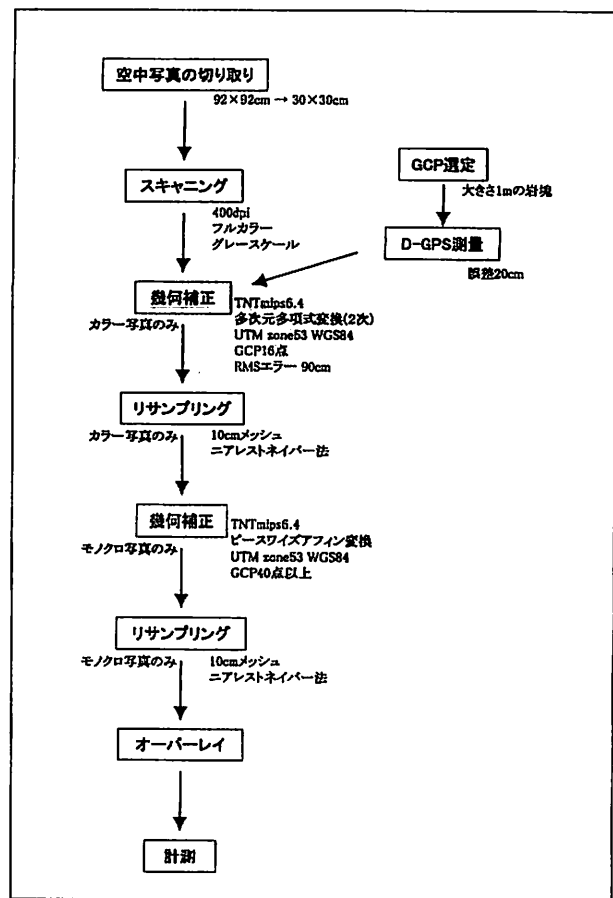 空中写真の切り取り
92×92cm → 30×30cm
スキャニング
400dpi
フルカラー
グレースケール
GCP選定
大きさ1mの岩塊
D-GPS測量
誤差20cm
幾何補正
カラー写真のみ
TNTmips6.4
多次元多項式変換(2次)
UTM zone53 WGS84
GCP16点
RMSエラー 90cm
リサンプリング
カラー写真のみ
10cmメッシュ
ニアレストネイバー法
幾何補正
モノクロ写真のみ
TNTmips6.4
ピースワイズアフィン変換
UTM zone53 WGS84
GCP40点以上
リサンプリング
モノクロ写真のみ
10cmメッシュ
ニアレストネイバー法
オーバーレイ
計測